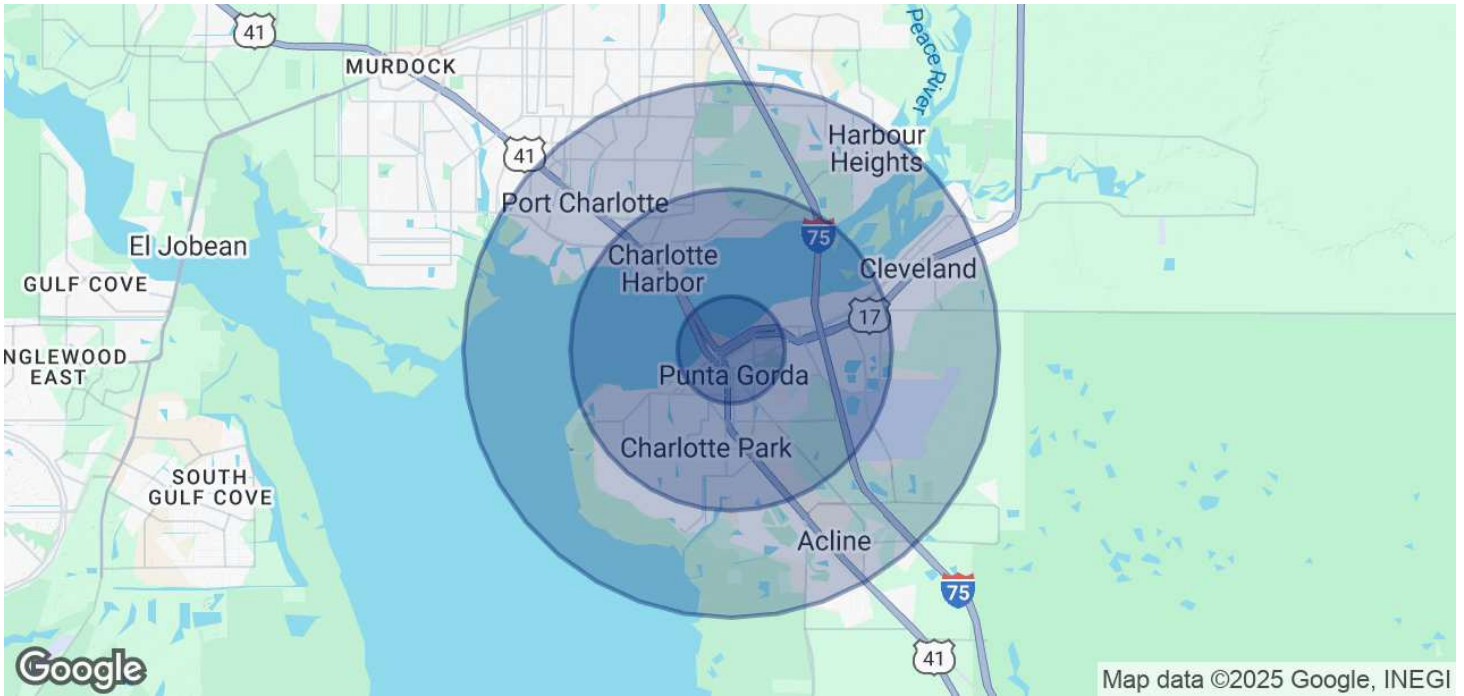 41
Peace River
MURDOCK
Harbour
Heights
41
Port Charlotte
75
El Jobean
Charlotte
Harbor
Cleveland
GULF COVE
17
NGLEWOOD
EAST
Punta Gorda
Charlotte Park
SOUTH
GULF COVE
Acline
75
41
Google
Map data ©2025 Google, INEGI